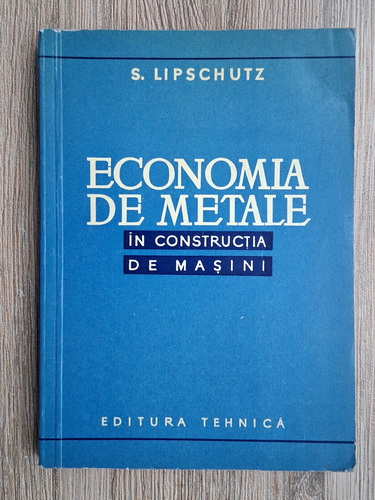 S. LIPSCHUTZ
ECONOMIA
DE METALE
ÎN CONSTRUCȚIA
DE MAȘINI
EDITURA TEHNICĂ